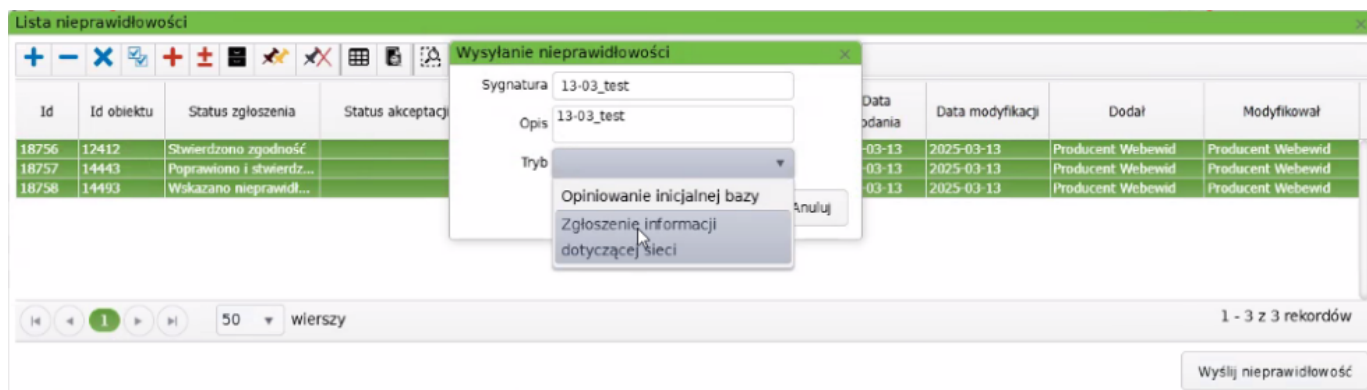 Lista nieprawidłowości
Wysyłanie nieprawidłowości
Sygnatura 13-03_test
Opis 13-03_test
Tryb
Opiniowanie inicjalnej bazy
Zgłoszenie informacji
dotyczącej sieci
Anuluj
Id Id obiektu Status zgłoszenia Status akceptacji Data Data modyfikacji Dodał Modyfikował
18756 12412 Stwierdzono zgodność -03-13 2025-03-13 Producent Webewid Producent Webewid
18757 14443 Poprawiono i stwierdz... -03-13 2025-03-13 Producent Webewid Producent Webewid
18758 14493 Wskazano nieprawidł... -03-13 2025-03-13 Producent Webewid Producent Webewid
1 50 wierszy 1 - 3 z 3 rekordów
Wyślij nieprawidłowość